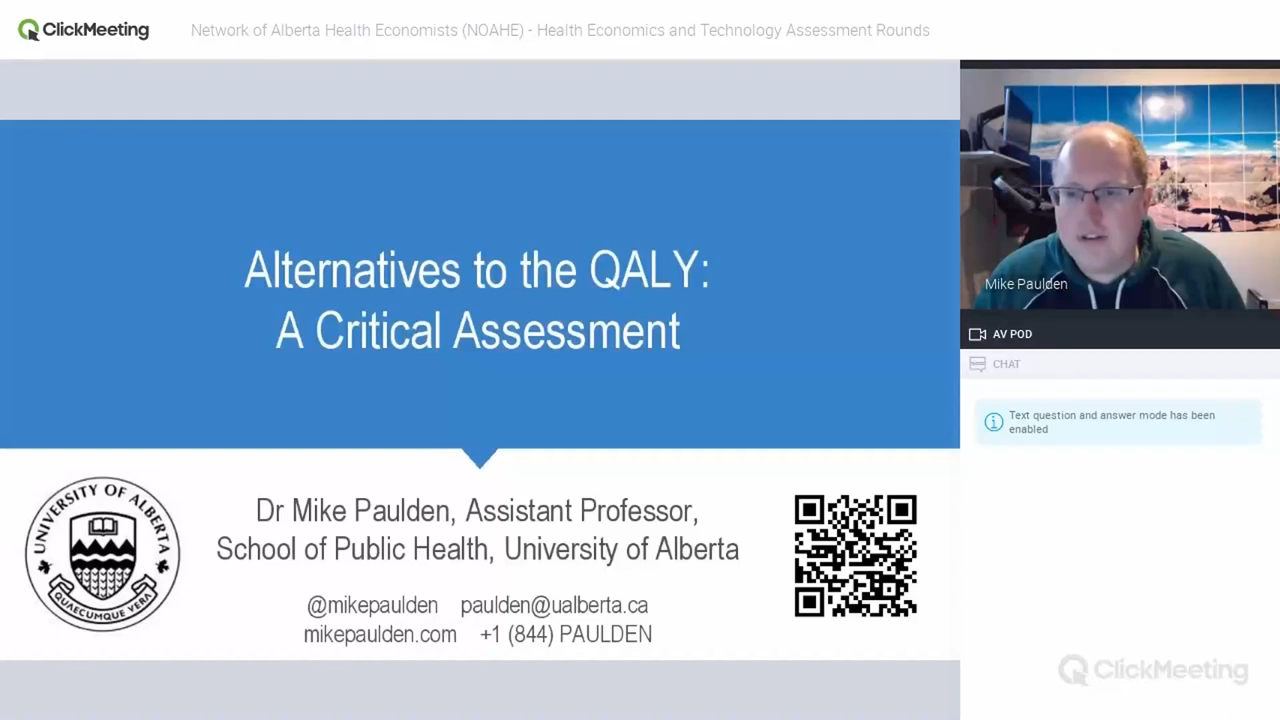 ClickMeeting
Network of Alberta Health Economists (NOAHE) - Health Economics and Technology Assessment Rounds
Alternatives to the QALY:
A Critical Assessment
UNIVERSITY OF ALBERTA
QUAECUMQUE VERA
Dr Mike Paulden, Assistant Professor,
School of Public Health, University of Alberta
@mikepaulden paulden@ualberta.ca
mikepaulden.com +1 (844) PAULDEN
Mike Paulden
AV POD
CHAT
Text question and answer mode has been
enabled
ClickMeeting